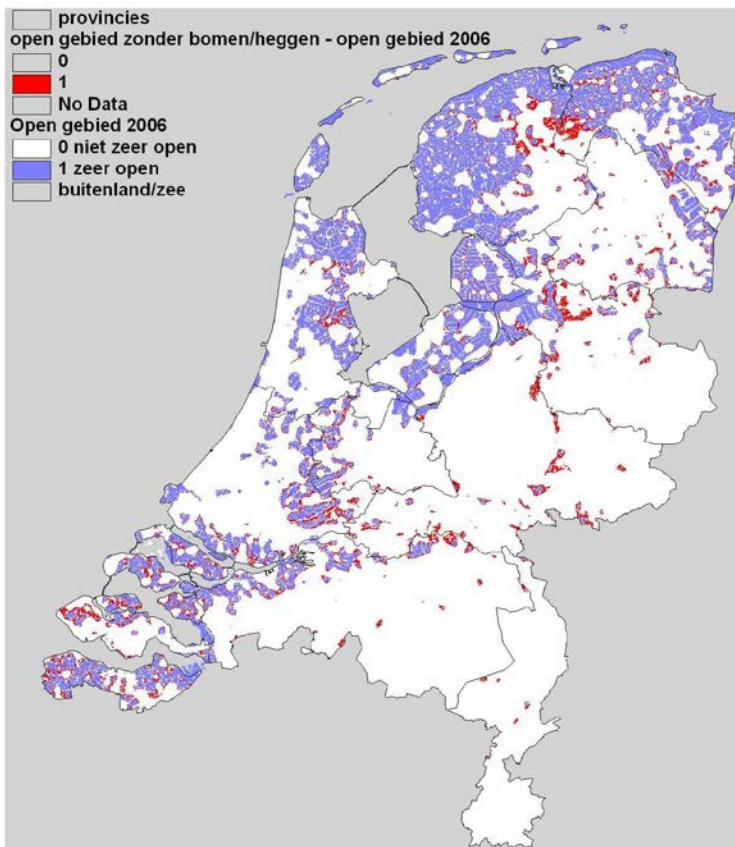 provincies
open gebied zonder bomen/heggen - open gebied 2006
0
1
No Data
Open gebied 2006
0 niet zeer open
1 zeer open
buitenland/zee